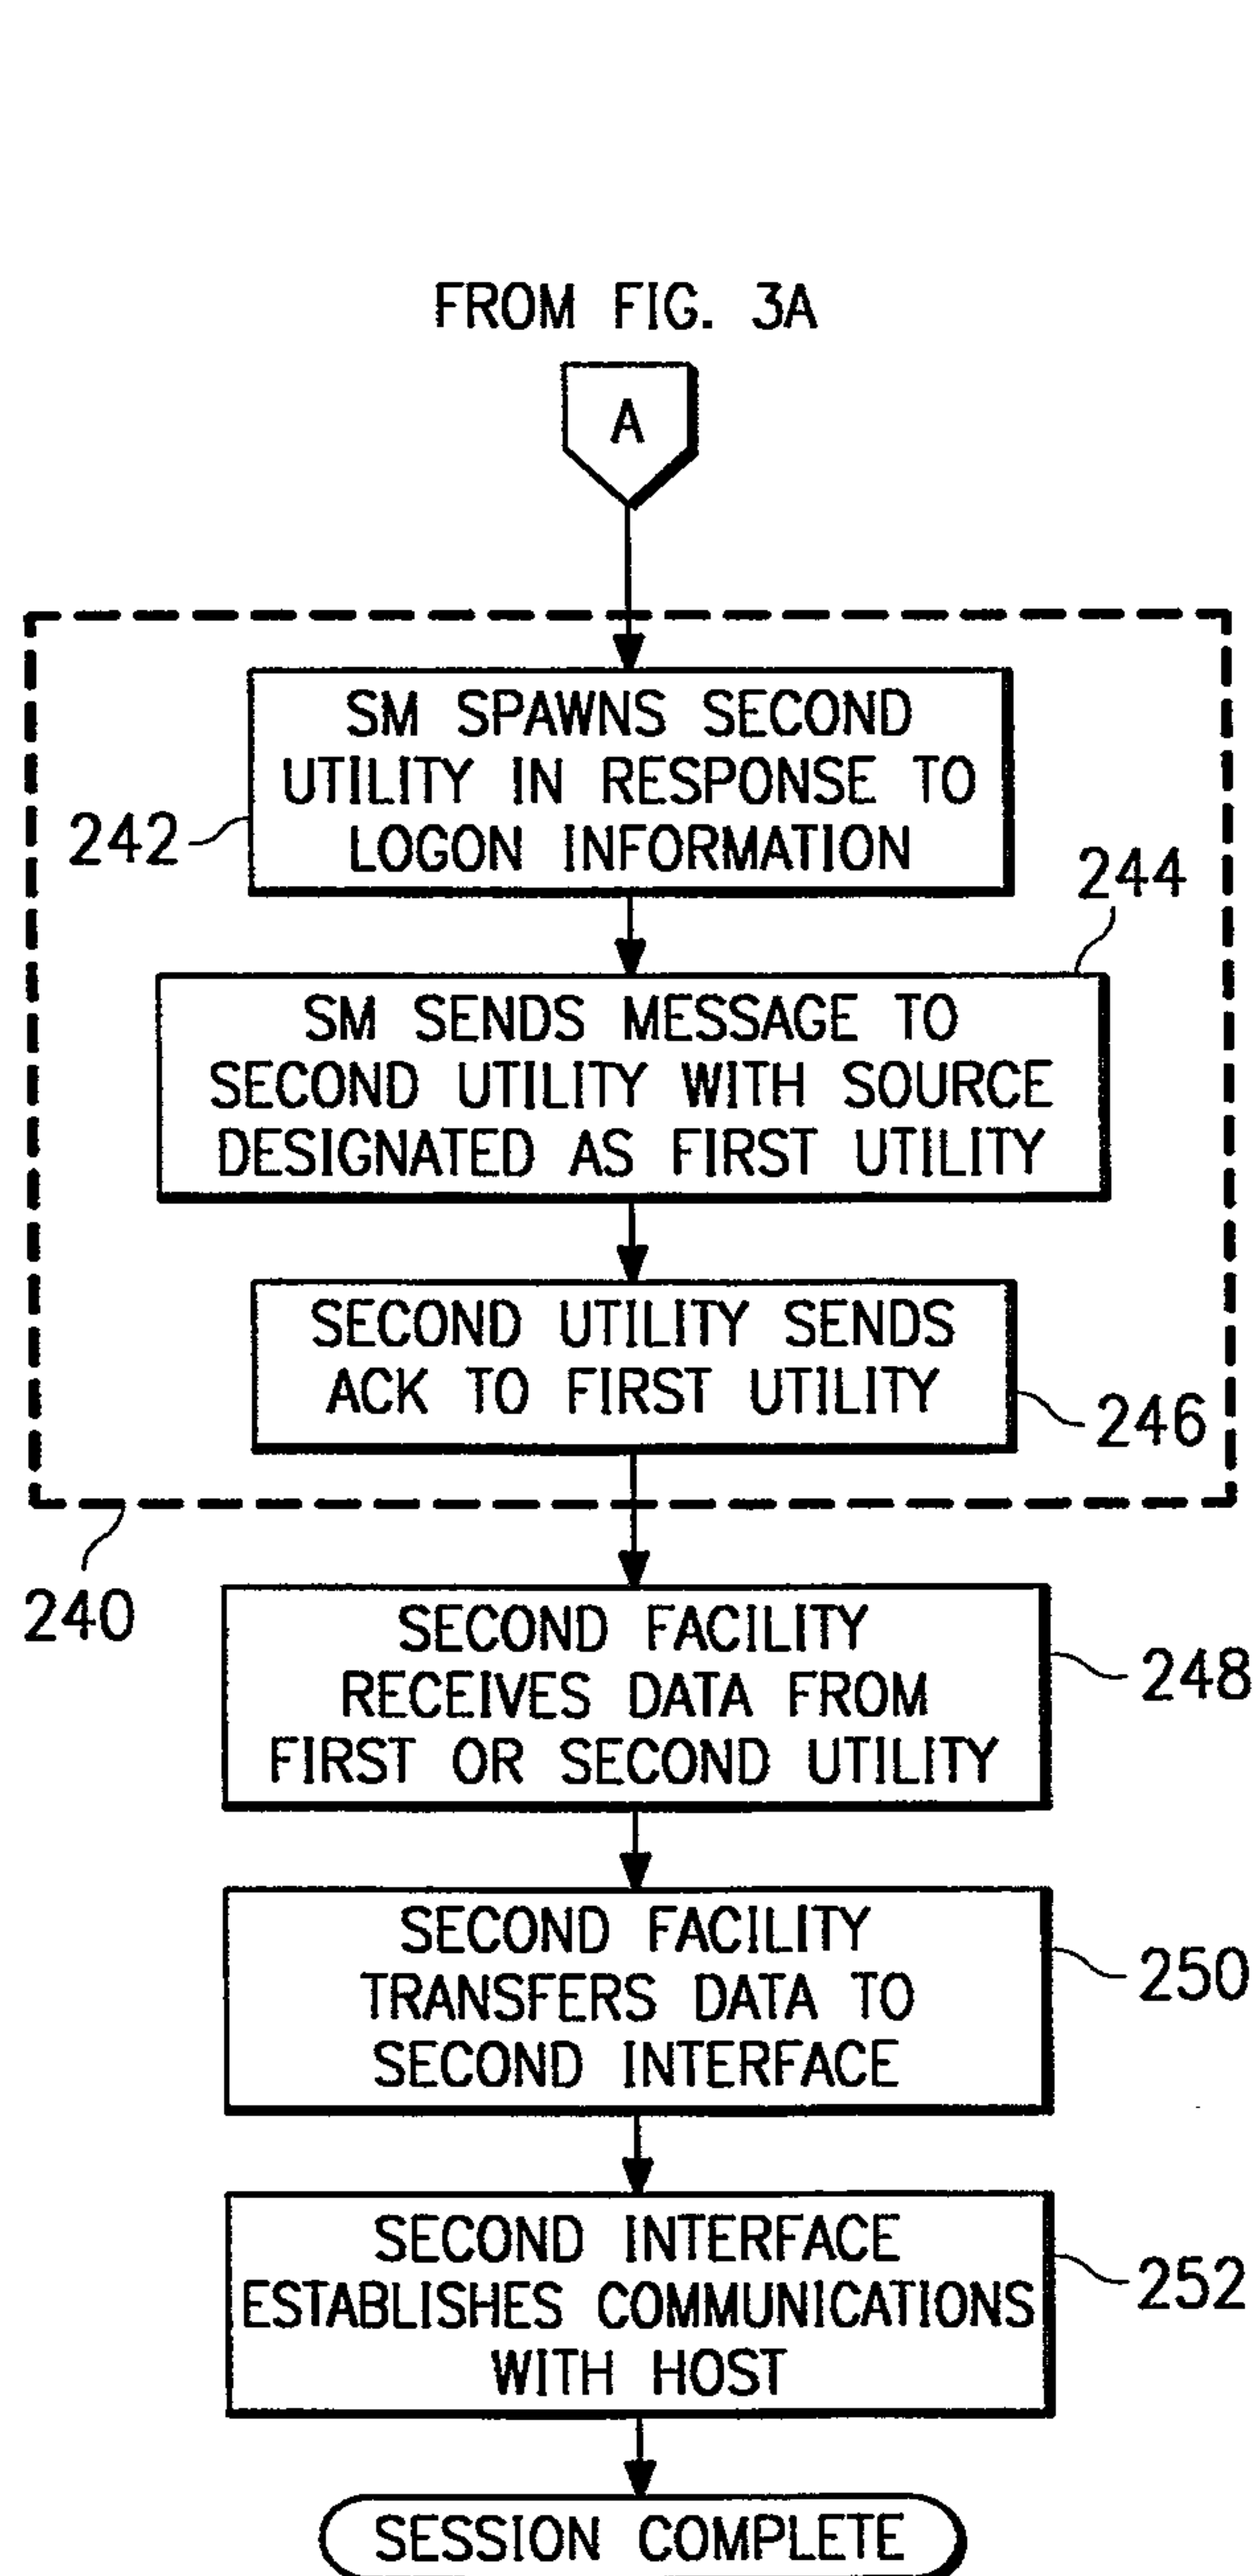 FROM FIG. 3A
A
SM SPAWNS SECOND
UTILITY IN RESPONSE TO
LOGON INFORMATION
242
244
SM SENDS MESSAGE TO
SECOND UTILITY WITH SOURCE
DESIGNATED AS FIRST UTILITY
SECOND UTILITY SENDS
ACK TO FIRST UTILITY
246
240
SECOND FACILITY
RECEIVES DATA FROM
FIRST OR SECOND UTILITY
248
SECOND FACILITY
TRANSFERS DATA TO
SECOND INTERFACE
250
SECOND INTERFACE
ESTABLISHES COMMUNICATIONS
WITH HOST
252
SESSION COMPLETE